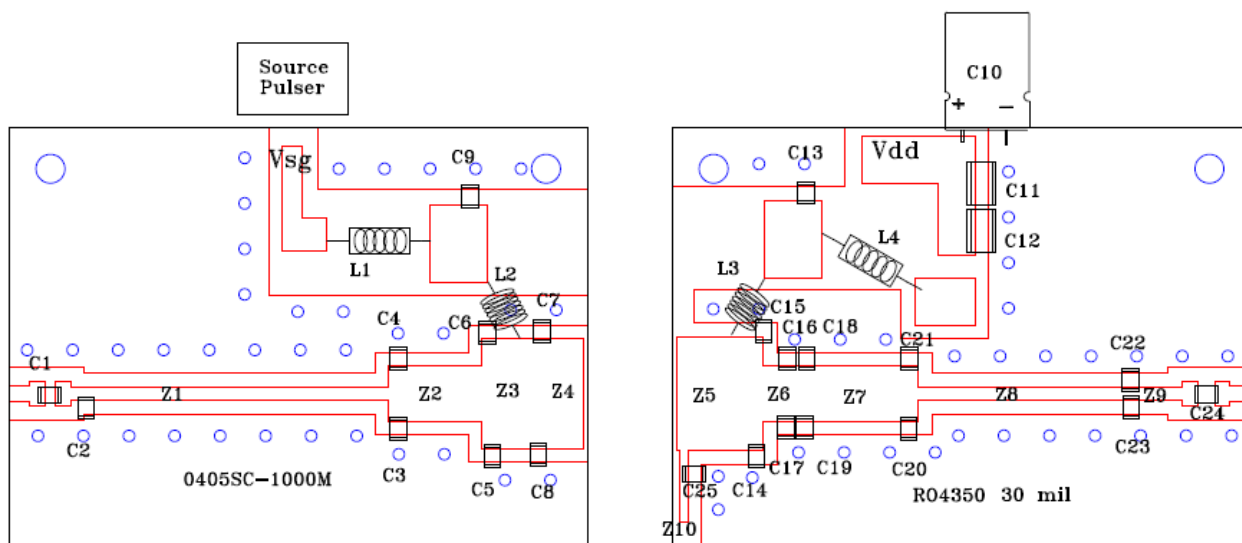 Source
Pulser
Vsg
C9
L1
L2
C7
C6
C4
C1
Z1
Z2
Z3
Z4
C2
C3
C5
C8
0405SC-1000M
C10
+ −
C13
Vdd
C11
C12
L4
L3
C15
C16
C18
C21
C22
Z5
Z6
Z7
Z8
Z9
C24
C23
C17
C19
C20
C25
C14
RO4350 30 mil
Z10